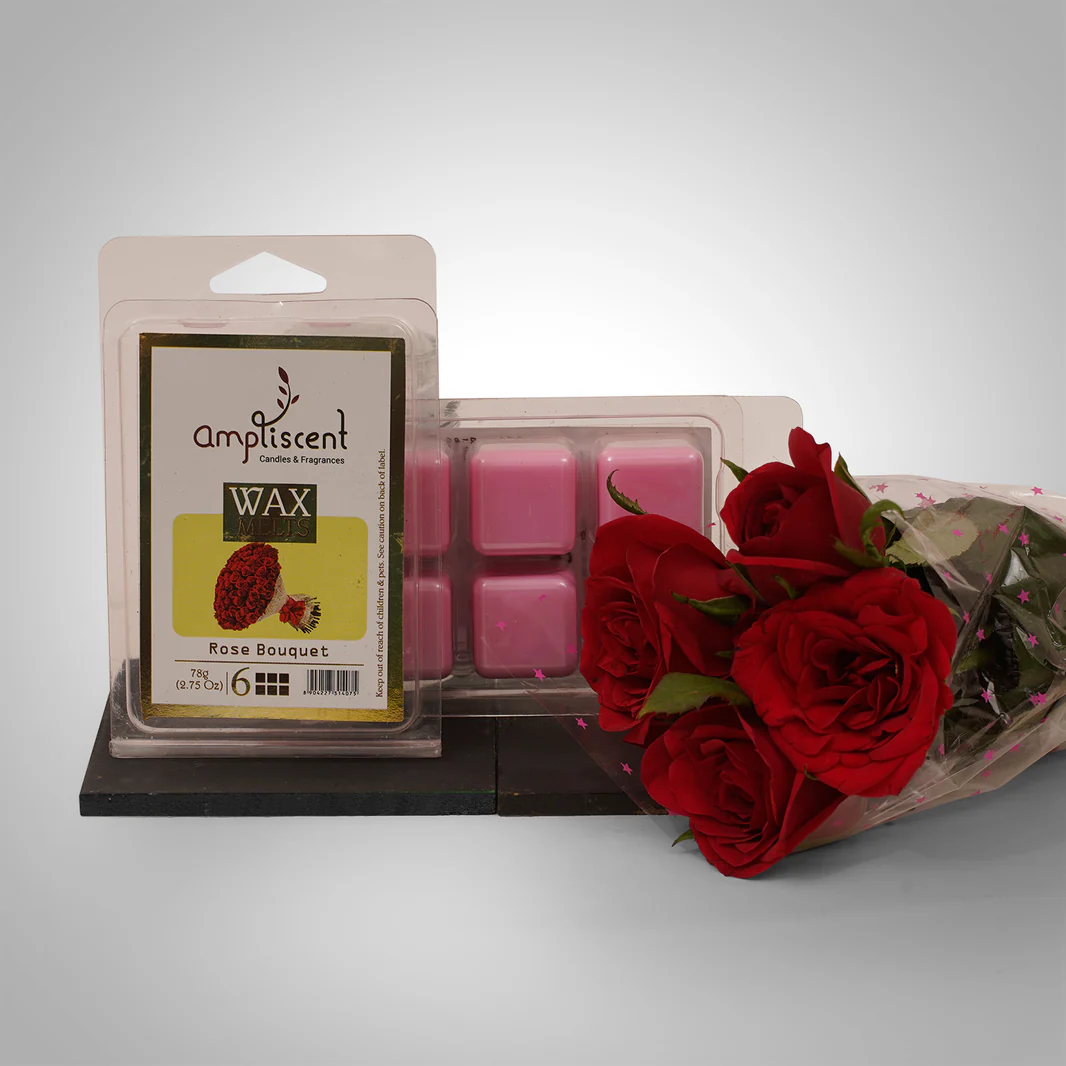 ampliscent
Candles & Fragrances
WAX
MELTS
Rose Bouquet
78g
(2.75 Oz)
6
Keep out of reach of children & pets. See caution on back of label.
8904227314075